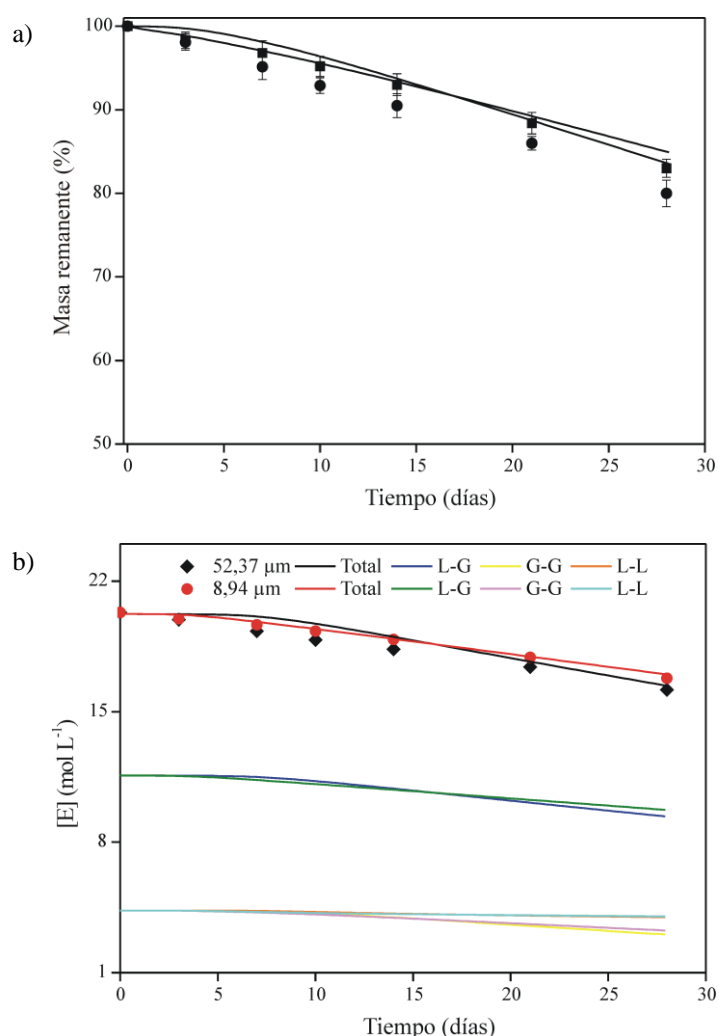 a)
100
90
80
70
60
50
Masa remanente (%)
0 5 10 15 20 25 30
Tiempo (días)
b)
52,37 µm Total L-G G-G L-L
8,94 µm Total L-G G-G L-L
22
15
8
1
[E] (mol L⁻¹)
0 5 10 15 20 25 30
Tiempo (días)